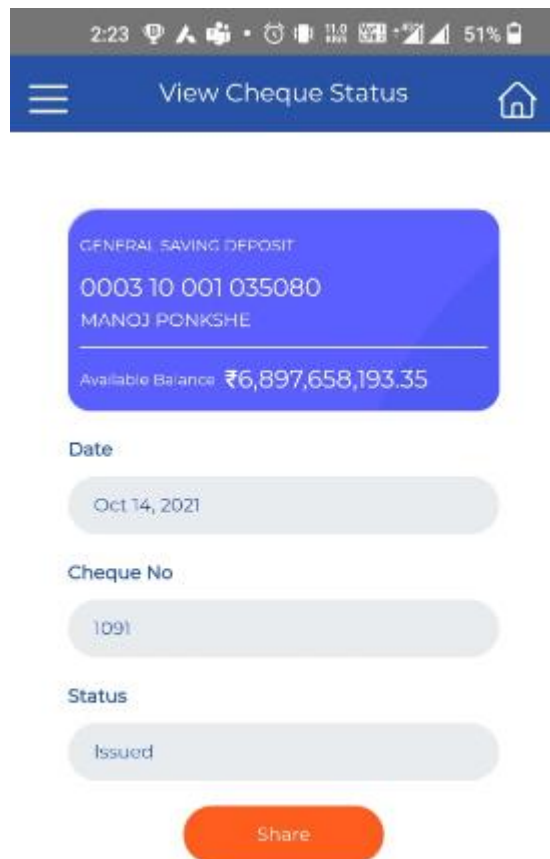 2:23 51%
View Cheque Status
GENERAL SAVING DEPOSIT
0003 10 001 035080
MANOJ PONKSHE
Available Balance ₹6,897,658,193.35
Date
Oct 14, 2021
Cheque No
1091
Status
Issued
Share